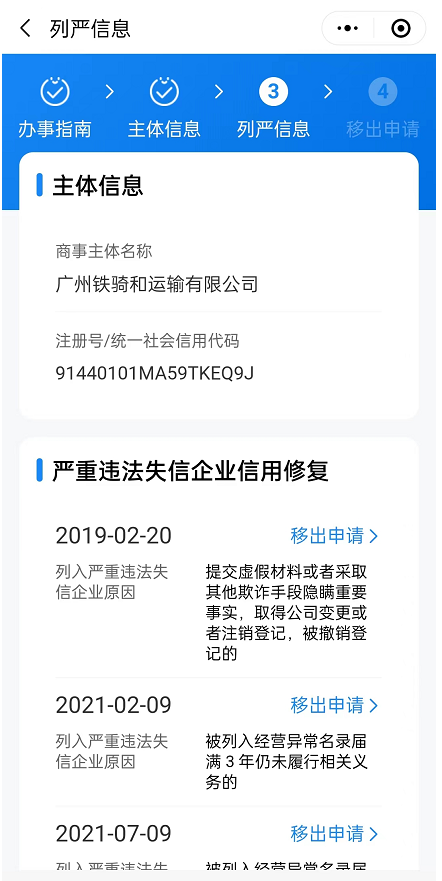 列严信息
3
4
办事指南
主体信息
列严信息
移出申请
主体信息
商事主体名称
广州铁骑和运输有限公司
注册号/统一社会信用代码
91440101MA59TKEQ9J
严重违法失信企业信用修复
2019-02-20
移出申请
列入严重违法失
信企业原因
提交虚假材料或者采取
其他欺诈手段隐瞒重要
事实，取得公司变更或
者注销登记，被撤销登
记的
2021-02-09
移出申请
列入严重违法失
信企业原因
被列入经营异常名录届
满 3 年仍未履行相关义
务的
2021-07-09
移出申请
列入严重违法失
被列入经营异常名录届